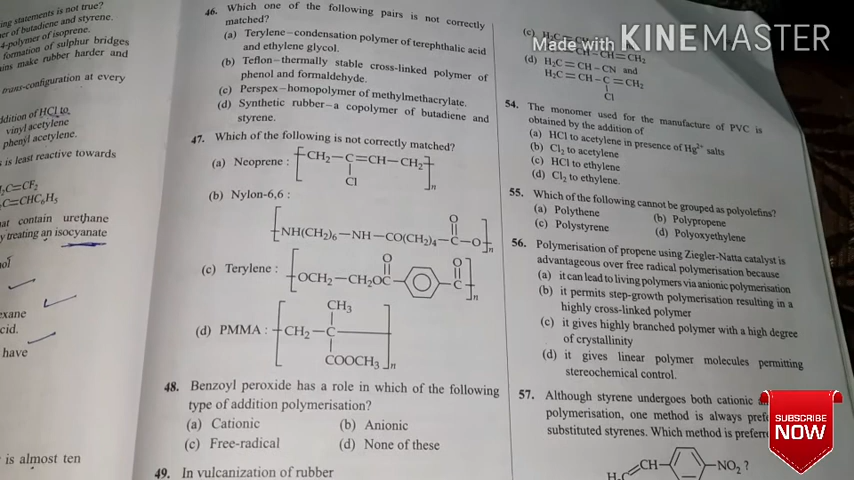 ing statements is not true?
er of butadiene and styrene.
4-polymer of isoprene.
formation of sulphur bridges
ins make rubber harder and
trans-configuration at every
ddition of HCl to
vinyl acetylene
phenyl acetylene.
is least reactive towards
₂C=CF₂
₂C=CHC₆H₅
at contain urethane
y treating an isocyanate
nol
exane
cid.
have
is almost ten
46. Which one of the following pairs is not correctly
matched?
(a) Terylene–condensation polymer of terephthalic acid
and ethylene glycol.
(b) Teflon–thermally stable cross-linked polymer of
phenol and formaldehyde.
(c) Perspex–homopolymer of methylmethacrylate.
(d) Synthetic rubber–a copolymer of butadiene and
styrene.
47. Which of the following is not correctly matched?
(a) Neoprene : [CH₂–C=CH–CH₂]n
Cl
(b) Nylon-6,6 :
O
[NH(CH₂)₆–NH–CO(CH₂)₄–C–O]n
O O
(c) Terylene : [OCH₂–CH₂OC– –C]n
CH₃
(d) PMMA : [CH₂–C ]n
COOCH₃
48. Benzoyl peroxide has a role in which of the following
type of addition polymerisation?
(a) Cationic (b) Anionic
(c) Free-radical (d) None of these
49. In vulcanization of rubber
Made with KINEMASTER
(c) H₂C=CH
CH–CH=CH₂
(d) H₂C=CH–CN and
H₂C=CH–C=CH₂
Cl
54. The monomer used for the manufacture of PVC is
obtained by the addition of
(a) HCl to acetylene in presence of Hg²⁺ salts
(b) Cl₂ to acetylene
(c) HCl to ethylene
(d) Cl₂ to ethylene.
55. Which of the following cannot be grouped as polyolefins?
(a) Polythene (b) Polypropene
(c) Polystyrene (d) Polyoxyethylene
56. Polymerisation of propene using Ziegler-Natta catalyst is
advantageous over free radical polymerisation because
(a) it can lead to living polymers via anionic polymerisation
(b) it permits step-growth polymerisation resulting in a
highly cross-linked polymer
(c) it gives highly branched polymer with a high degree
of crystallinity
(d) it gives linear polymer molecules permitting
stereochemical control.
57. Although styrene undergoes both cationic a
polymerisation, one method is always prefe
substituted styrenes. Which method is preferre
CH– –NO₂ ?
H₂C
SUBSCRIBE
NOW